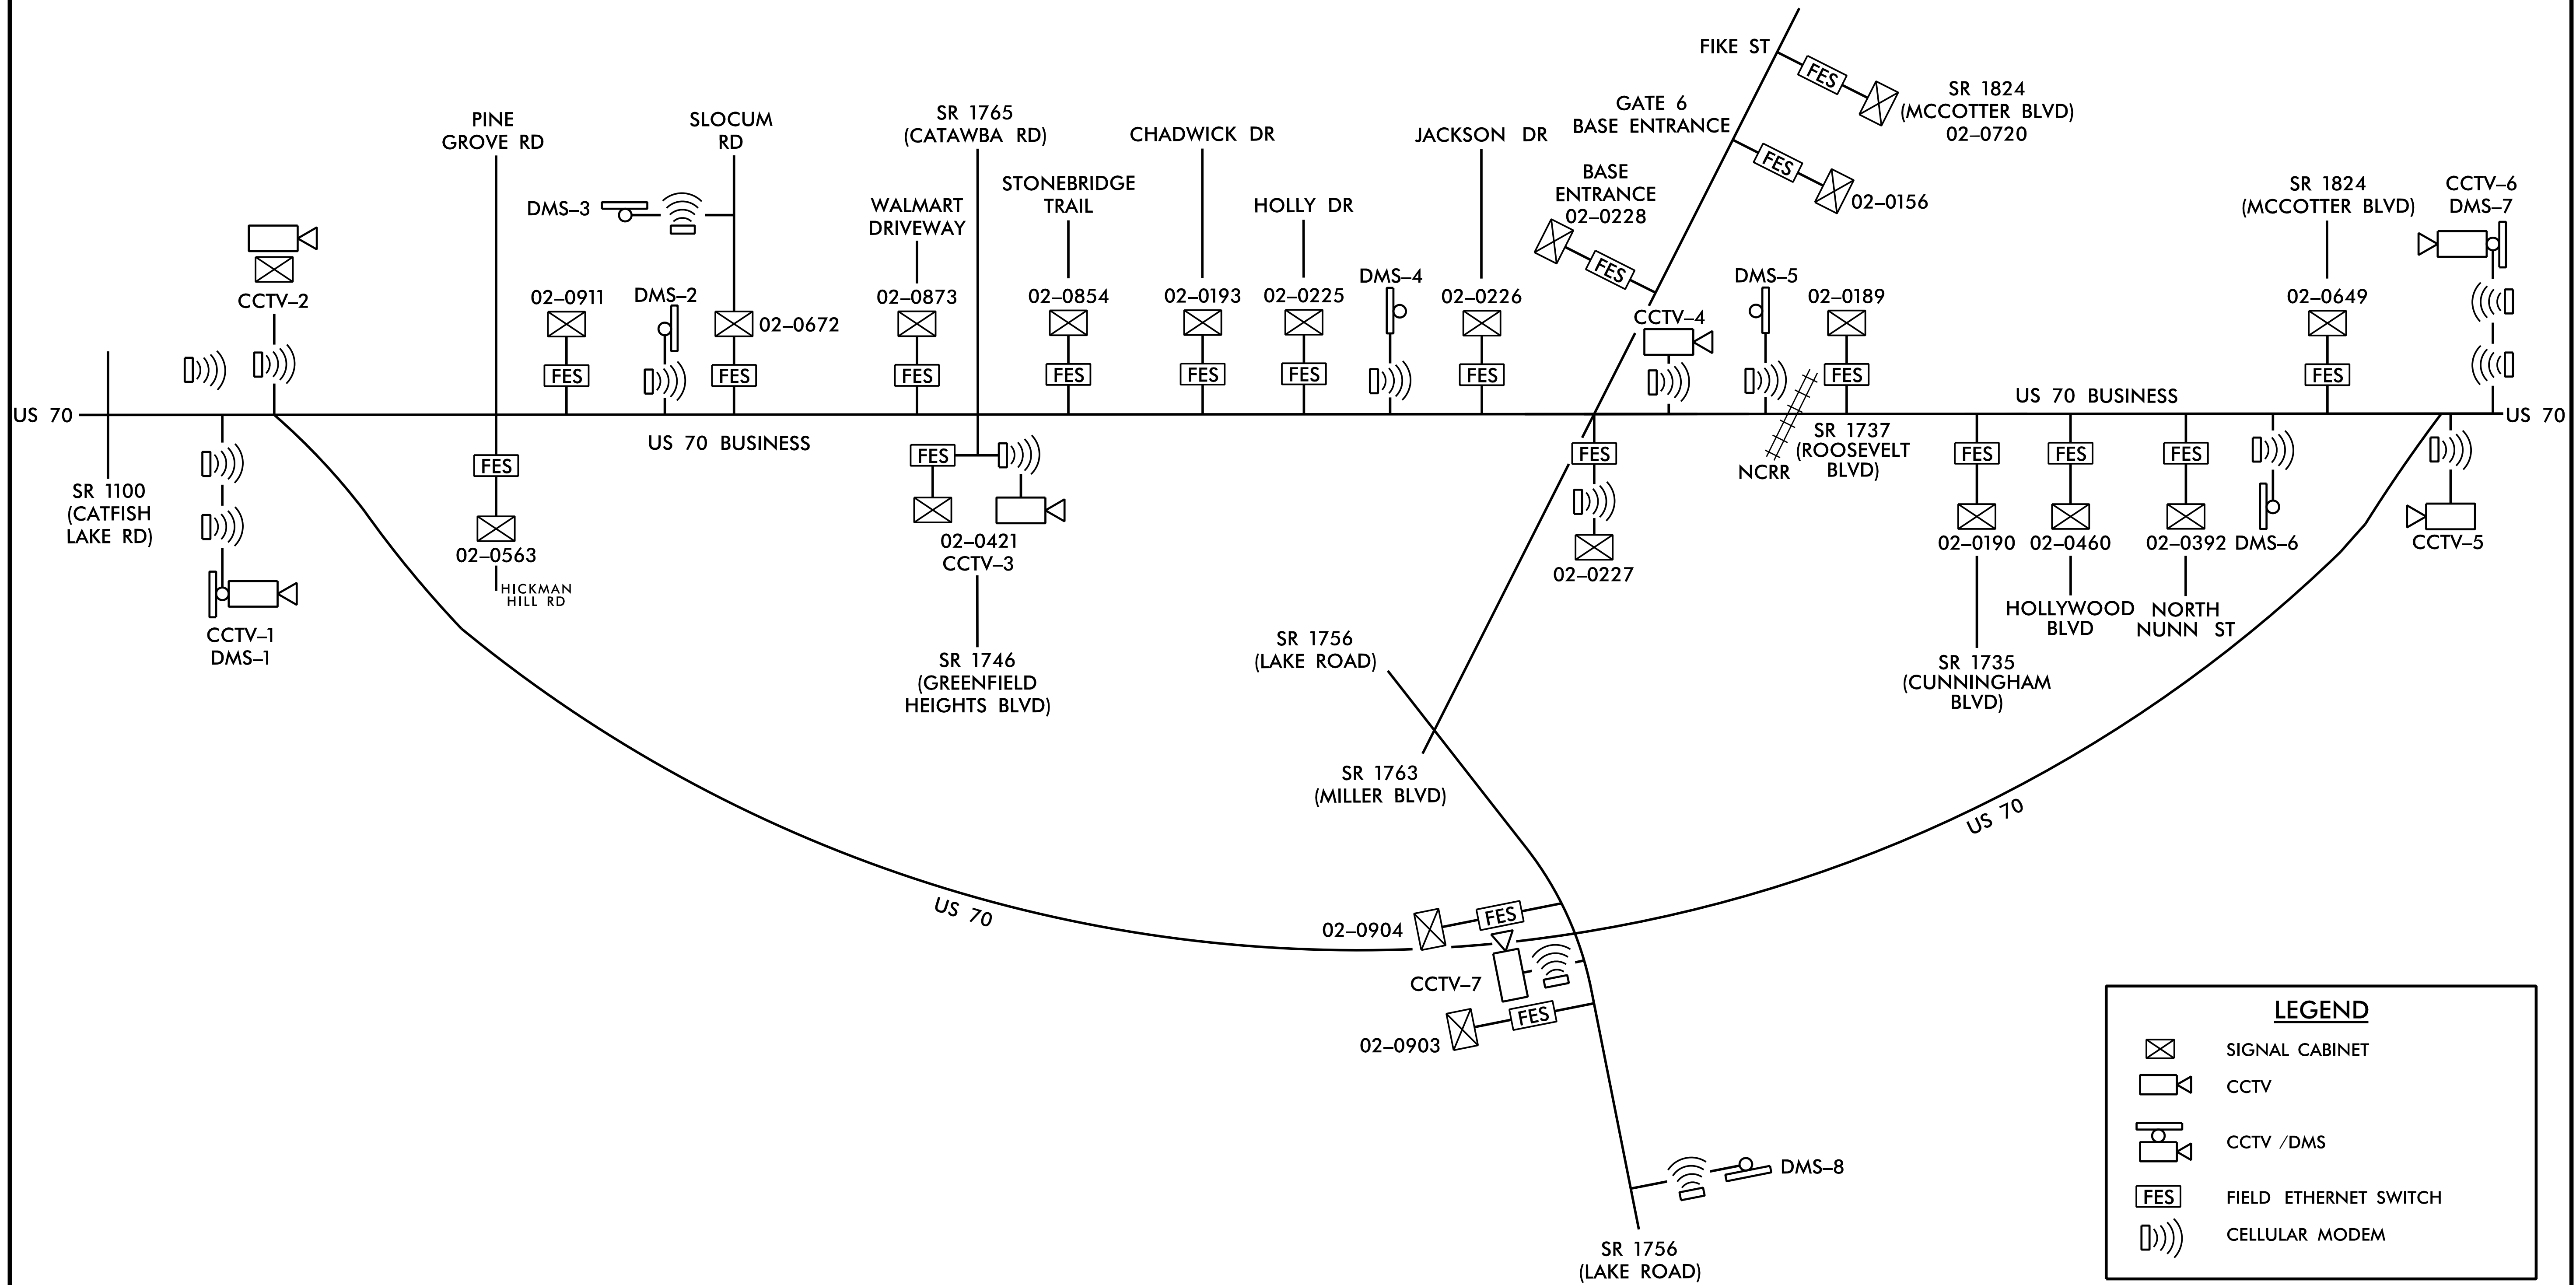 FIKE ST
FES
SR 1824
(MCCOTTER BLVD)
02–0720
GATE 6
BASE ENTRANCE
FES
02–0156
BASE
ENTRANCE
02–0228
FES
PINE
GROVE RD
SLOCUM
RD
SR 1765
(CATAWBA RD)
CHADWICK DR
JACKSON DR
WALMART
DRIVEWAY
STONEBRIDGE
TRAIL
HOLLY DR
SR 1824
(MCCOTTER BLVD)
CCTV–6
DMS–7
DMS–3
CCTV–2
02–0911
DMS–2
02–0672
02–0873
02–0854
02–0193
02–0225
DMS–4
02–0226
CCTV–4
DMS–5
02–0189
02–0649
FES
FES
FES
FES
FES
FES
FES
FES
FES
US 70
US 70 BUSINESS
US 70 BUSINESS
US 70
SR 1100
(CATFISH
LAKE RD)
FES
02–0563
HICKMAN
HILL RD
FES
02–0421
CCTV–3
SR 1746
(GREENFIELD
HEIGHTS BLVD)
FES
02–0227
NCRR
SR 1737
(ROOSEVELT
BLVD)
FES
FES
FES
02–0190
02–0460
02–0392
DMS–6
CCTV–5
HOLLYWOOD
BLVD
NORTH
NUNN ST
SR 1735
(CUNNINGHAM
BLVD)
CCTV–1
DMS–1
SR 1756
(LAKE ROAD)
SR 1763
(MILLER BLVD)
US 70
US 70
02–0904
FES
CCTV–7
02–0903
FES
DMS–8
SR 1756
(LAKE ROAD)
LEGEND
SIGNAL CABINET
CCTV
CCTV /DMS
FES
FIELD ETHERNET SWITCH
CELLULAR MODEM